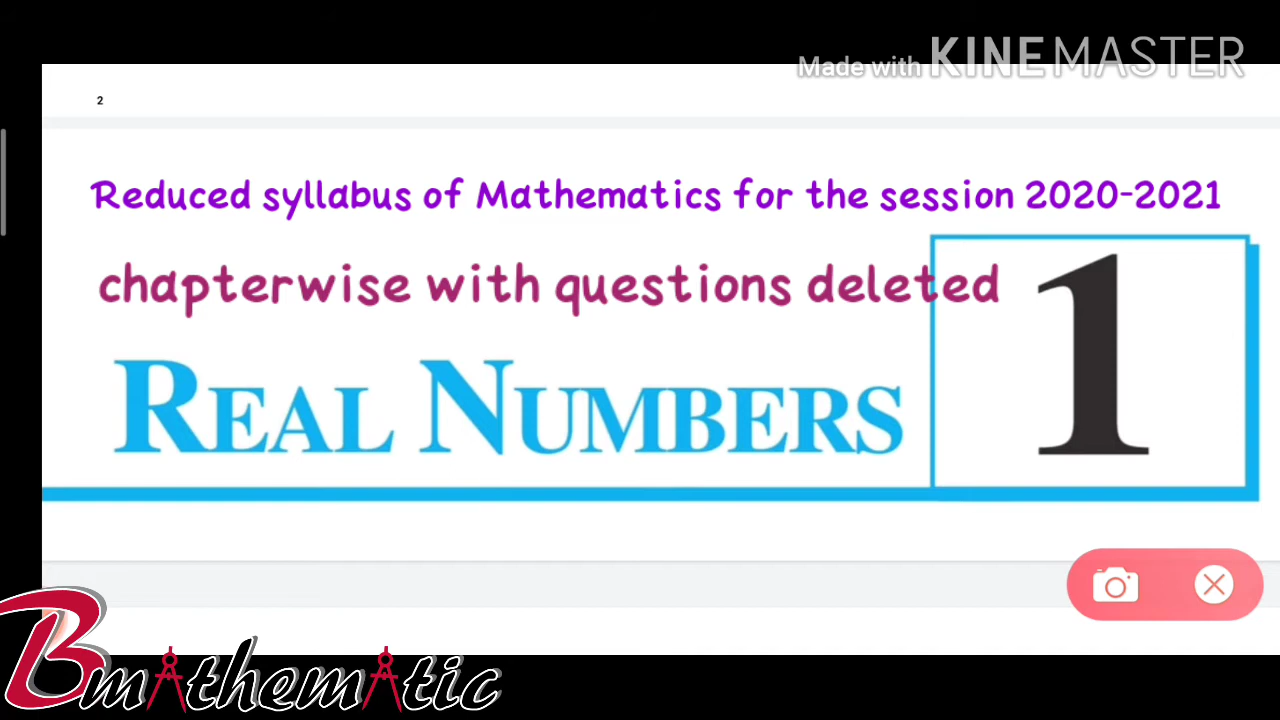 Made with KINEMASTER
2
Reduced syllabus of Mathematics for the session 2020-2021
chapterwise with questions deleted
REAL NUMBERS
1
Bmathematic